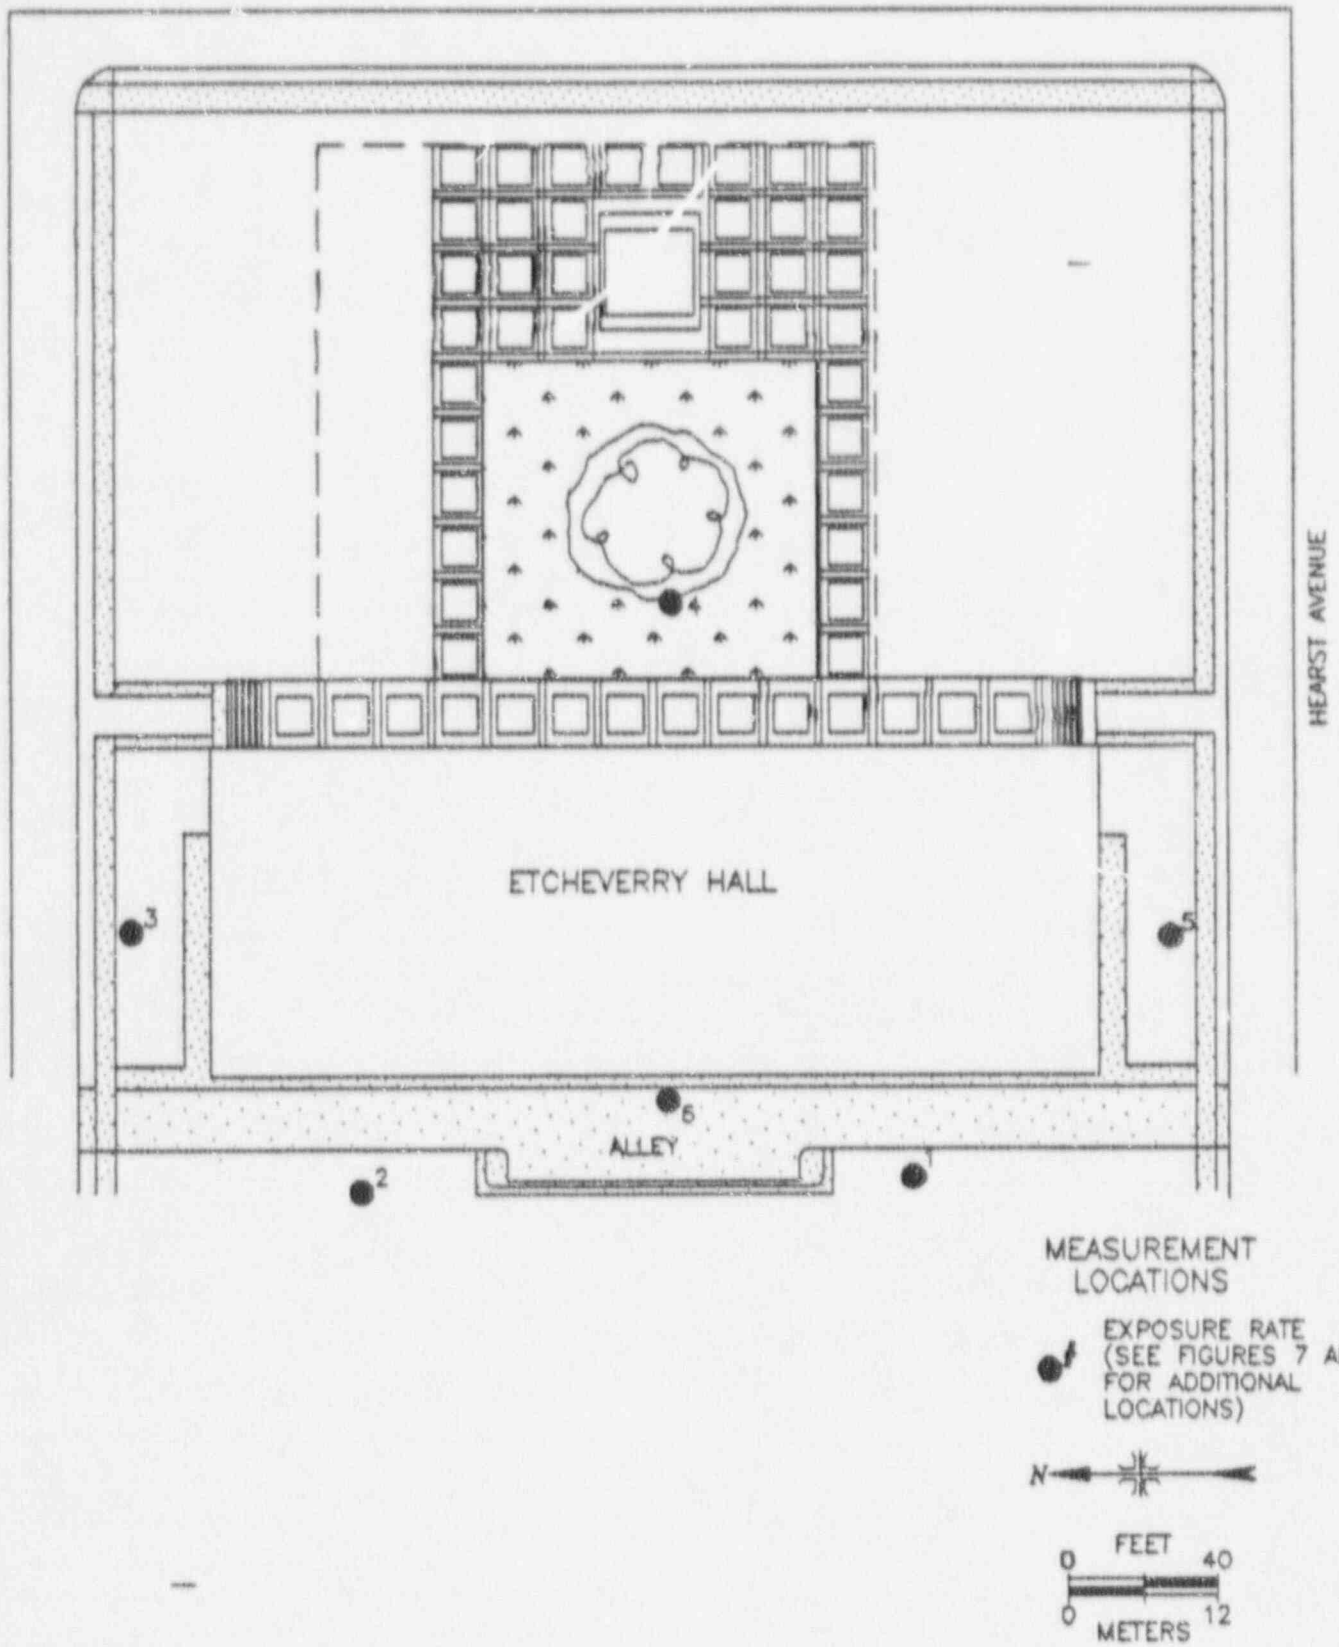 HEARST AVENUE
4
ETCHEVERRY HALL
3
5
6
ALLEY
2
1
MEASUREMENT
LOCATIONS
#
EXPOSURE RATE
(SEE FIGURES 7
FOR ADDITIONAL
LOCATIONS)
N
FEET
0 40
0 12
METERS